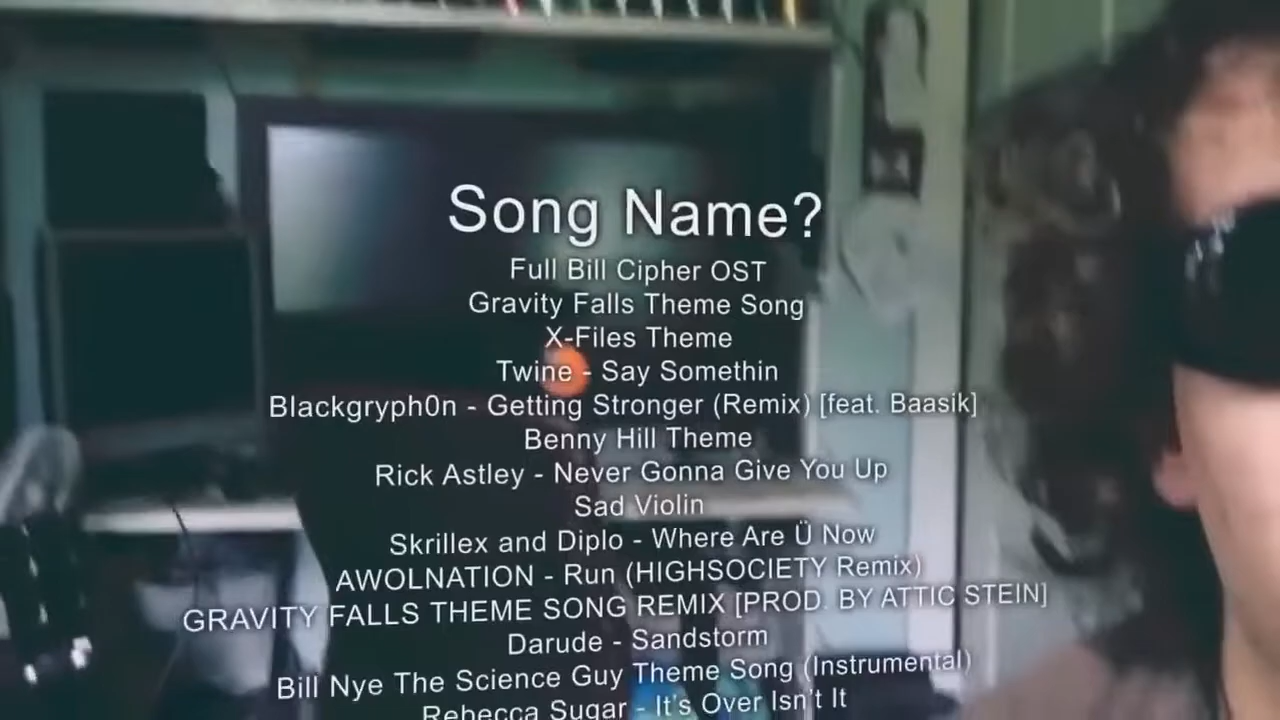 Song Name?
Full Bill Cipher OST
Gravity Falls Theme Song
X-Files Theme
Twine - Say Somethin
Blackgryph0n - Getting Stronger (Remix) [feat. Baasik]
Benny Hill Theme
Rick Astley - Never Gonna Give You Up
Sad Violin
Skrillex and Diplo - Where Are Ü Now
AWOLNATION - Run (HIGHSOCIETY Remix)
GRAVITY FALLS THEME SONG REMIX [PROD. BY ATTIC STEIN]
Darude - Sandstorm
Bill Nye The Science Guy Theme Song (Instrumental)
Rebecca Sugar - It's Over Isn't It